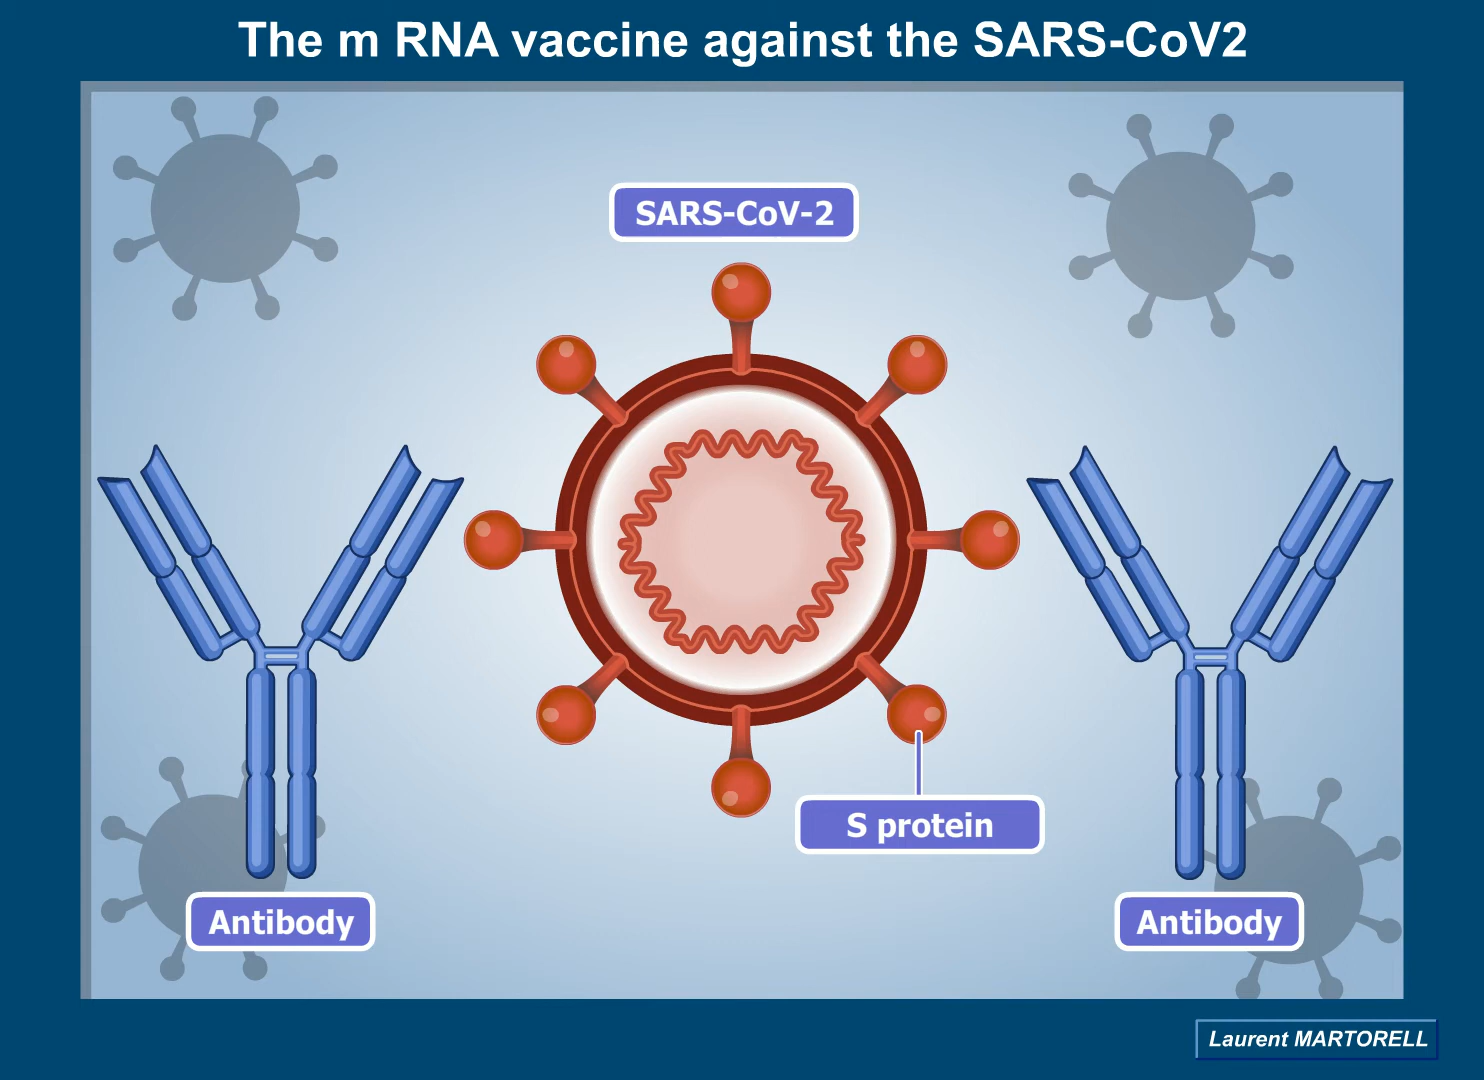 The m RNA vaccine against the SARS-CoV2
SARS-CoV-2
S protein
Antibody
Antibody
Laurent MARTORELL